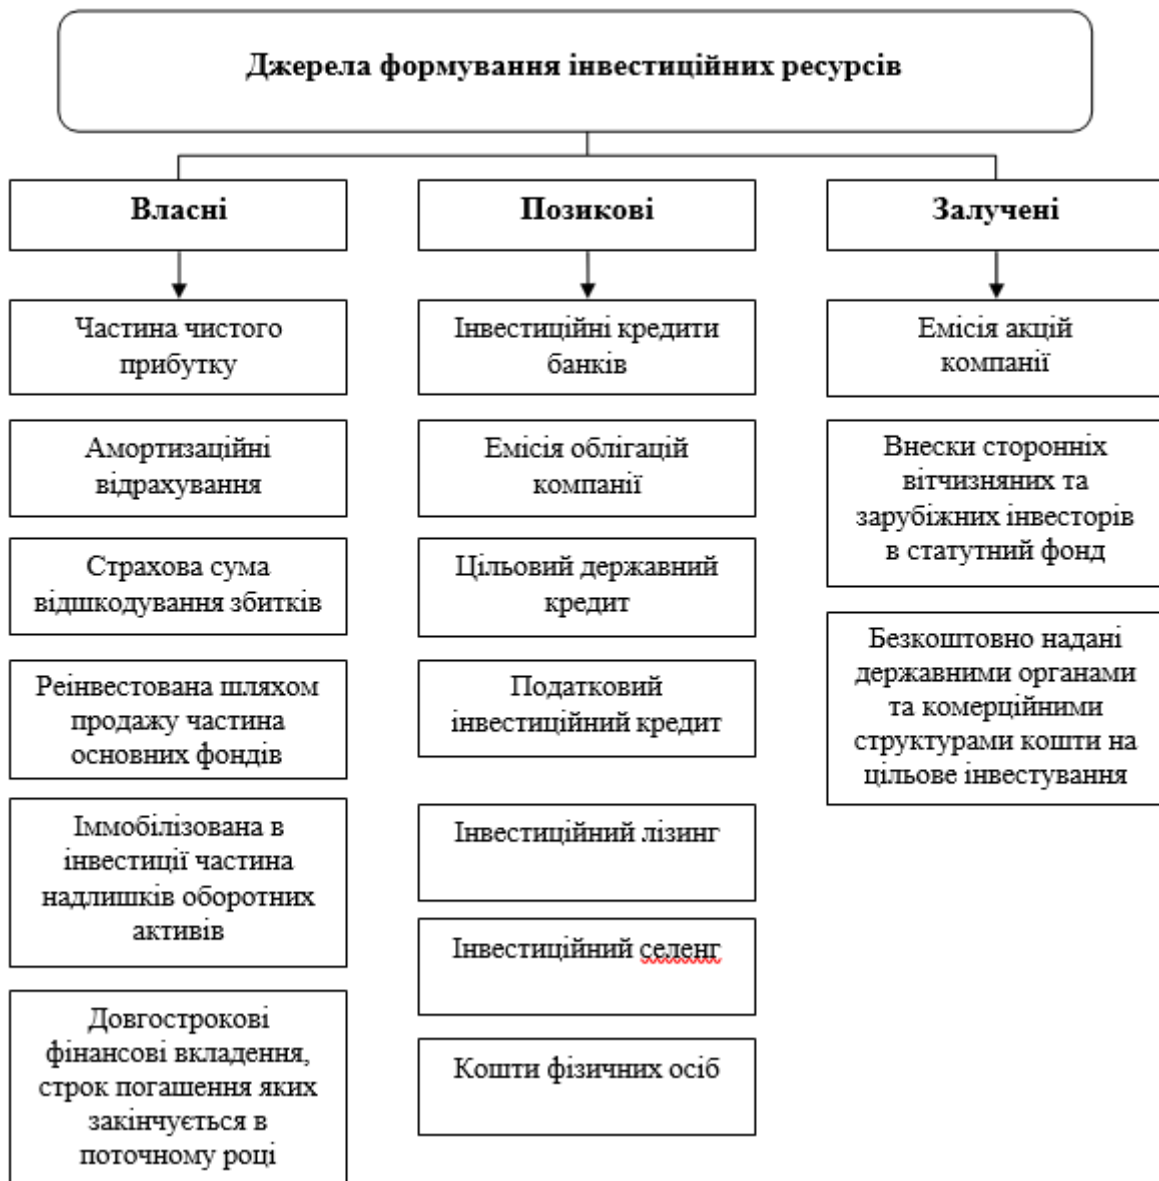 Джерела формування інвестиційних ресурсів
Власні
Частина чистого
прибутку
Амортизаційні
відрахування
Страхова сума
відшкодування збитків
Реінвестована шляхом
продажу частина
основних фондів
Іммобілізована в
інвестиції частина
надлишків оборотних
активів
Довгострокові
фінансові вкладення,
строк погашення яких
закінчується в
поточному році
Позикові
Інвестиційні кредити
банків
Емісія облігацій
компанії
Цільовий державний
кредит
Податковий
інвестиційний кредит
Інвестиційний лізинг
Інвестиційний селенг
Кошти фізичних осіб
Залучені
Емісія акцій
компанії
Внески сторонніх
вітчизняних та
зарубіжних інвесторів
в статутний фонд
Безкоштовно надані
державними органами
та комерційними
структурами кошти на
цільове інвестування